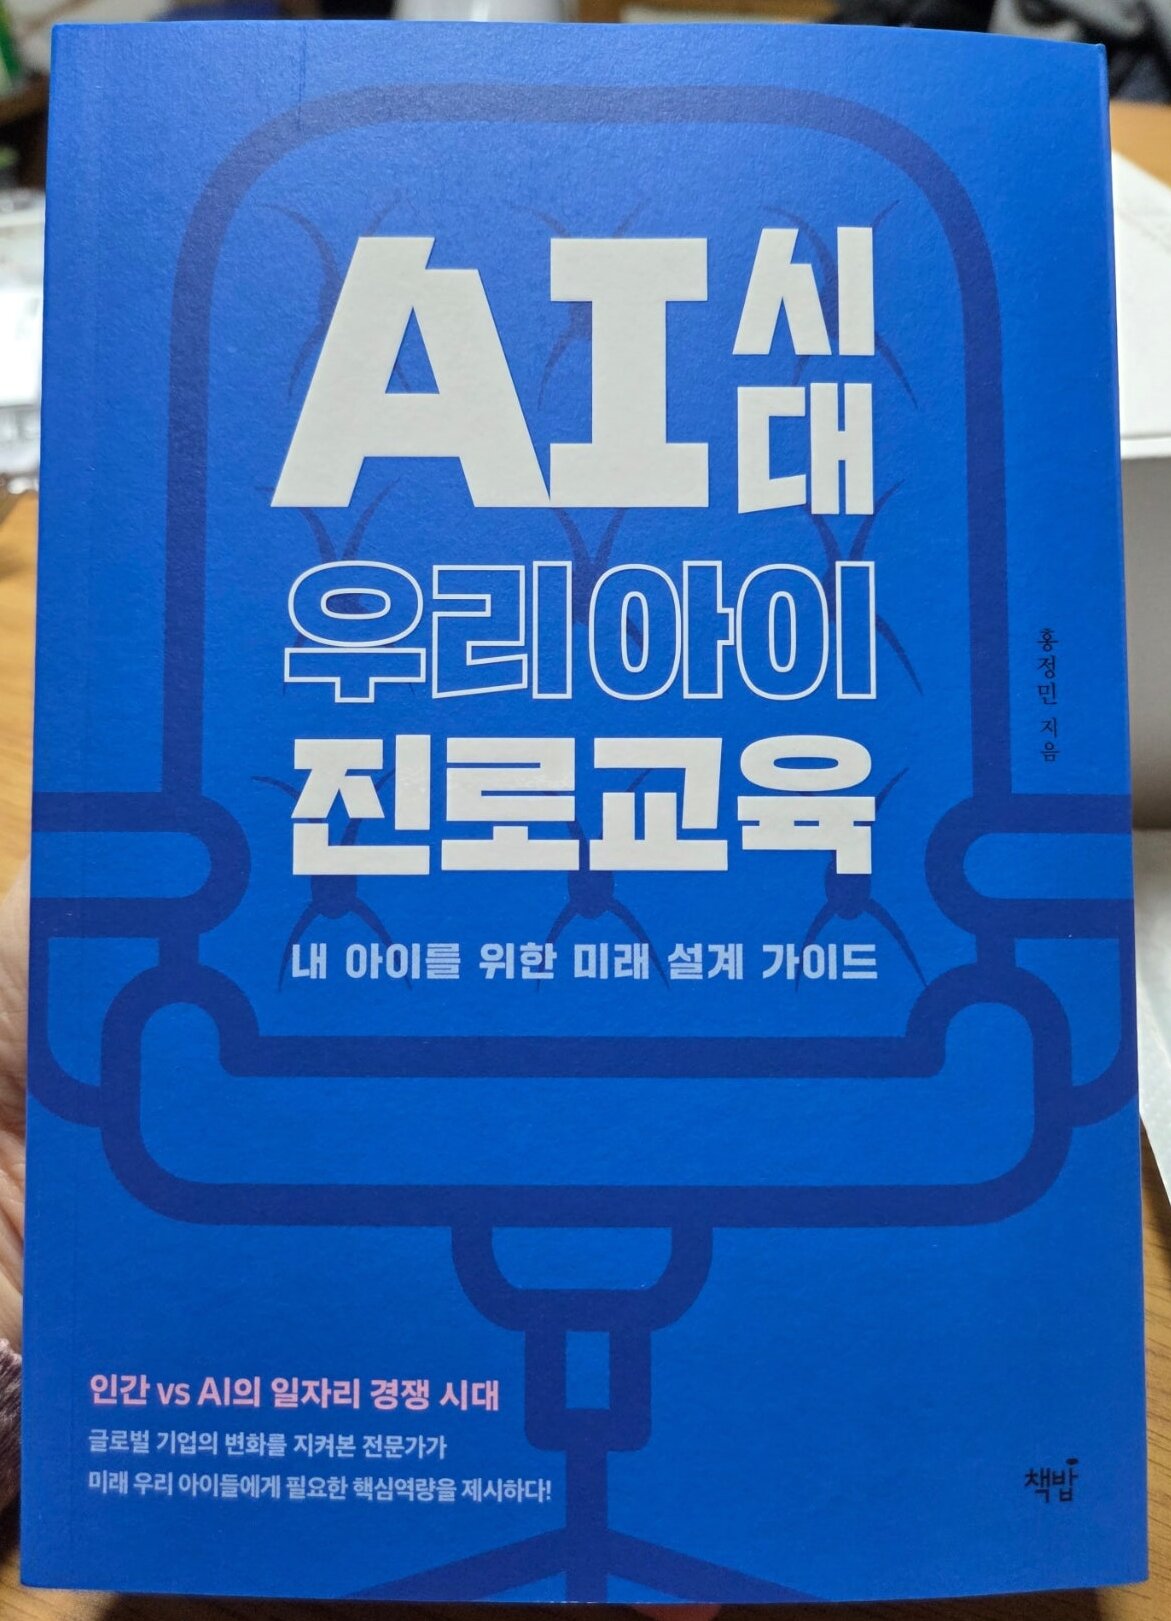 AI 시대
우리 아이
진로교육
내 아이를 위한 미래 설계 가이드
홍정민 지음
인간 vs AI의 일자리 경쟁 시대
글로벌 기업의 변화를 지켜본 전문가가
미래 우리 아이들에게 필요한 핵심역량을 제시하다!
책밥